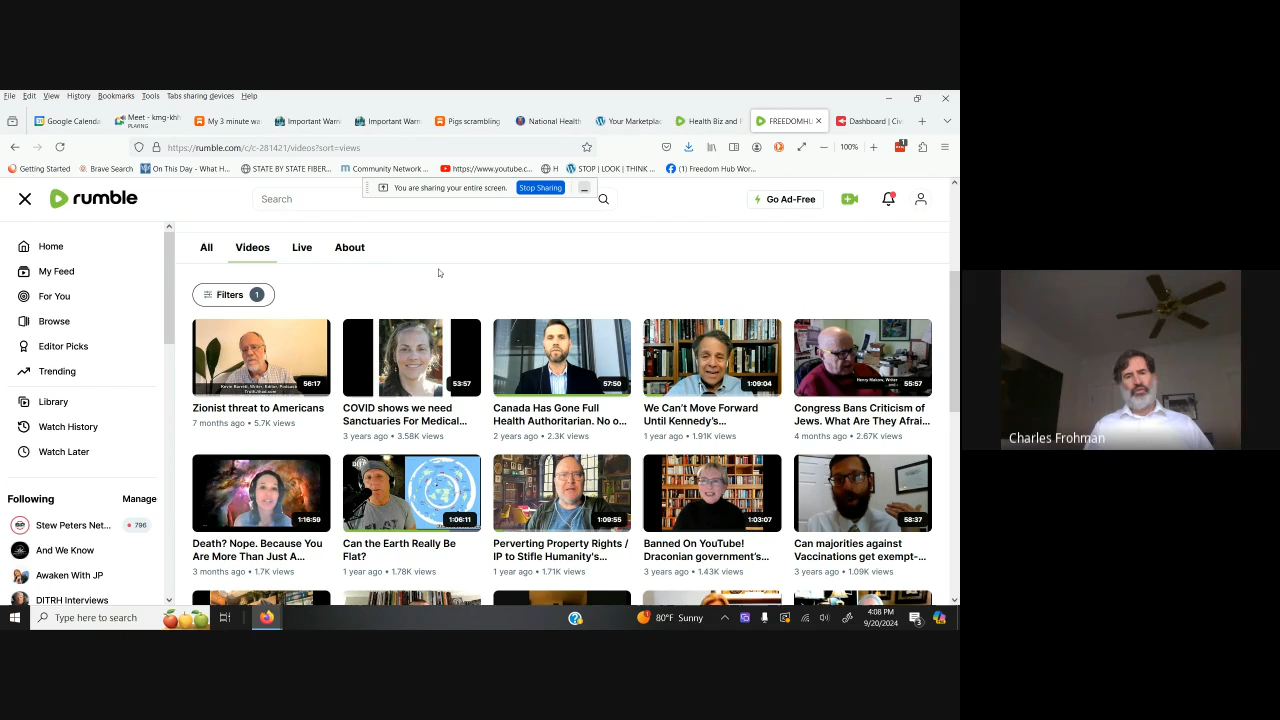 File Edit View History Bookmarks Tools Tabs sharing devices Help
Google Calenda
Meet - kmg-khh
PLAYING
My 3 minute wa
Important Warn
Important Warn
Pigs scrambling
National Health
Your Marketplac
Health Biz and F
FREEDOMHU
Dashboard | Civ
https://rumble.com/c/c-281421/videos?sort=views
100%
Getting Started
Brave Search
On This Day - What H...
STATE BY STATE FIBER...
Community Network ...
https://www.youtube.c...
H
STOP | LOOK | THINK ...
(1) Freedom Hub Wor...
You are sharing your entire screen. Stop Sharing
rumble
Search
Go Ad-Free
Home
My Feed
For You
Browse
Editor Picks
Trending
Library
Watch History
Watch Later
Following Manage
Stew Peters Net... 796
And We Know
Awaken With JP
DITRH Interviews
All Videos Live About
Filters 1
Kevin Barrett, Writer, Editor, Podcast
TruthJihad.com
56:17
53:57
57:50
1:09:04
Henry Makow, Writer
55:57
Zionist threat to Americans
7 months ago • 5.7K views
COVID shows we need
Sanctuaries For Medical...
3 years ago • 3.58K views
Canada Has Gone Full
Health Authoritarian. No o...
2 years ago • 2.3K views
We Can't Move Forward
Until Kennedy's...
1 year ago • 1.91K views
Congress Bans Criticism of
Jews. What Are They Afrai...
4 months ago • 2.67K views
1:16:59
DITRH
1:06:11
1:09:55
1:03:07
58:37
Death? Nope. Because You
Are More Than Just A...
3 months ago • 1.7K views
Can the Earth Really Be
Flat?
1 year ago • 1.78K views
Perverting Property Rights /
IP to Stifle Humanity's...
1 year ago • 1.71K views
Banned On YouTube!
Draconian government's...
3 years ago • 1.43K views
Can majorities against
Vaccinations get exempt-...
3 years ago • 1.09K views
Type here to search
80°F Sunny
4:08 PM
9/20/2024
3
Charles Frohman